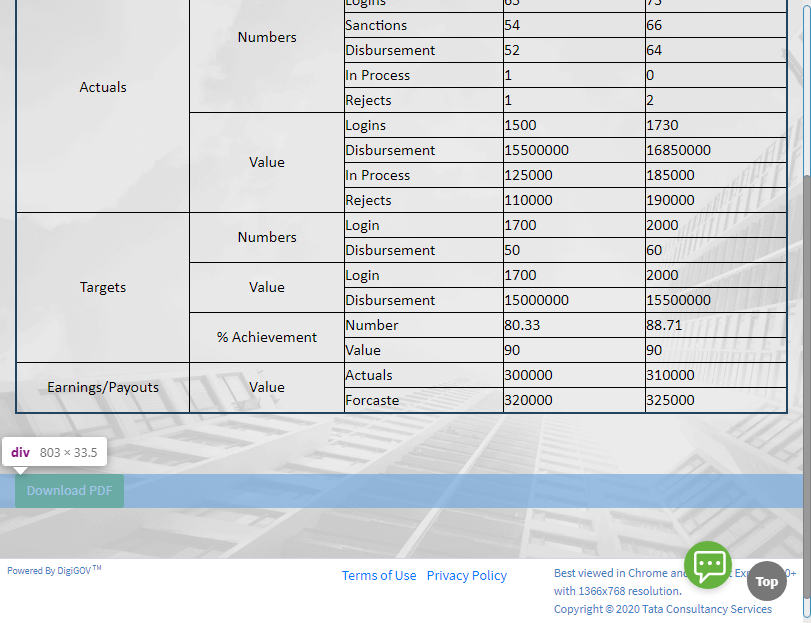 Logins 65 75
Sanctions 54 66
Numbers
Disbursement 52 64
In Process 1 0
Actuals
Rejects 1 2
Logins 1500 1730
Disbursement 15500000 16850000
Value
In Process 125000 185000
Rejects 110000 190000
Login 1700 2000
Numbers
Disbursement 50 60
Login 1700 2000
Targets Value
Disbursement 15000000 15500000
Number 80.33 88.71
% Achievement
Value 90 90
Actuals 300000 310000
Earnings/Payouts Value
Forcaste 320000 325000
div 803 × 33.5
Download PDF
Powered By DigiGOV™
Terms of Use Privacy Policy
Best viewed in Chrome and 0+
with 1366x768 resolution.
Copyright © 2020 Tata Consultancy Services
Top